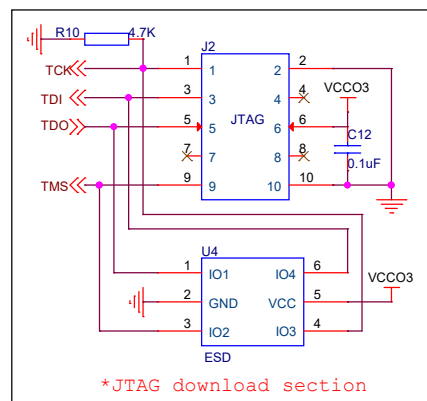 R10 4.7K
J2
TCK 1 1 2 2
VCCO3
TDI 3 3 4 4
TDO 5 5 6 6
JTAG
C12
7 7 8 8
0.1uF
TMS 9 9 10 10
U4
1 IO1 IO4 6
VCCO3
2 GND VCC 5
3 IO2 IO3 4
ESD
*JTAG download section